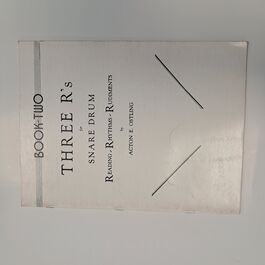 BOOK·TWO
THREE R's
for
SNARE DRUM
READING - RHYTHMS - RUDIMENTS
by
ACTON E. OSTLING